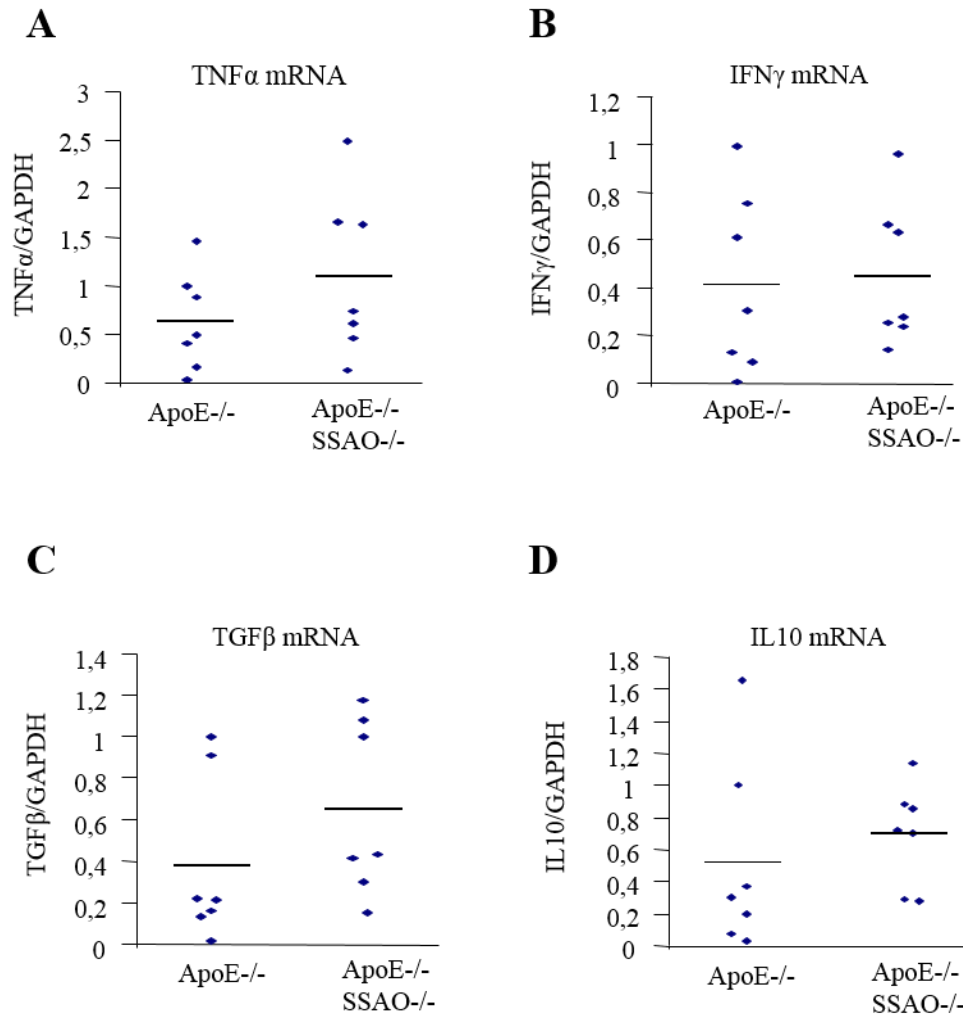 A
TNFα mRNA
TNFα/GAPDH
3
2,5
2
1,5
1
0,5
0
ApoE-/-
ApoE-/-
SSAO-/-
B
IFNγ mRNA
IFNγ/GAPDH
1,2
1
0,8
0,6
0,4
0,2
0
ApoE-/-
ApoE-/-
SSAO-/-
C
TGFβ mRNA
TGFβ/GAPDH
1,4
1,2
1
0,8
0,6
0,4
0,2
0
ApoE-/-
ApoE-/-
SSAO-/-
D
IL10 mRNA
IL10/GAPDH
1,8
1,6
1,4
1,2
1
0,8
0,6
0,4
0,2
0
ApoE-/-
ApoE-/-
SSAO-/-